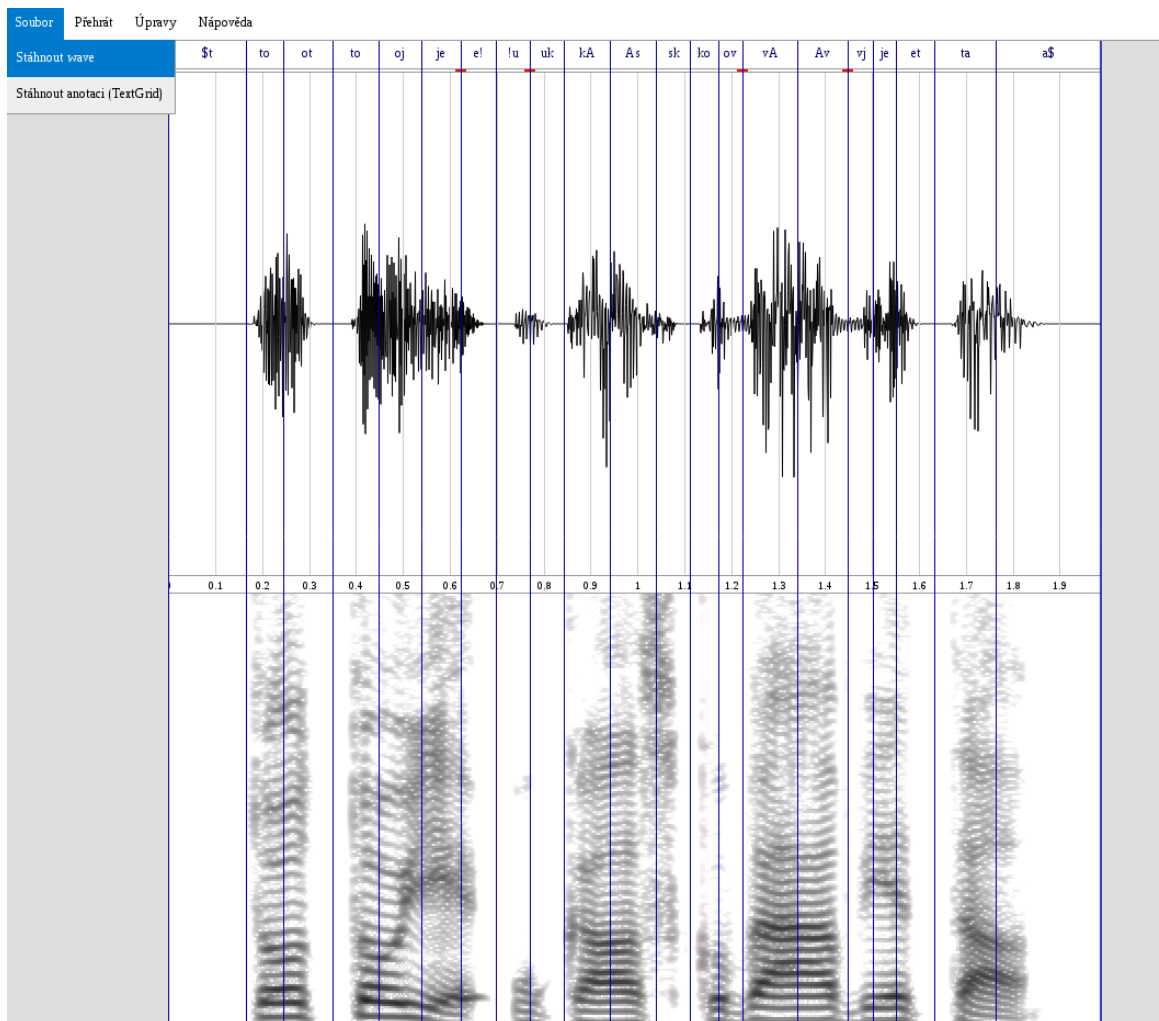 Soubor Přehrát Úpravy Nápověda
Stáhnout wave $t to ot to oj je e! !u uk kA As sk ko ov vA Av vj je et ta a$
Stáhnout anotaci (TextGrid)
0.1 0.2 0.3 0.4 0.5 0.6 0.7 0.8 0.9 1 1.1 1.2 1.3 1.4 1.5 1.6 1.7 1.8 1.9